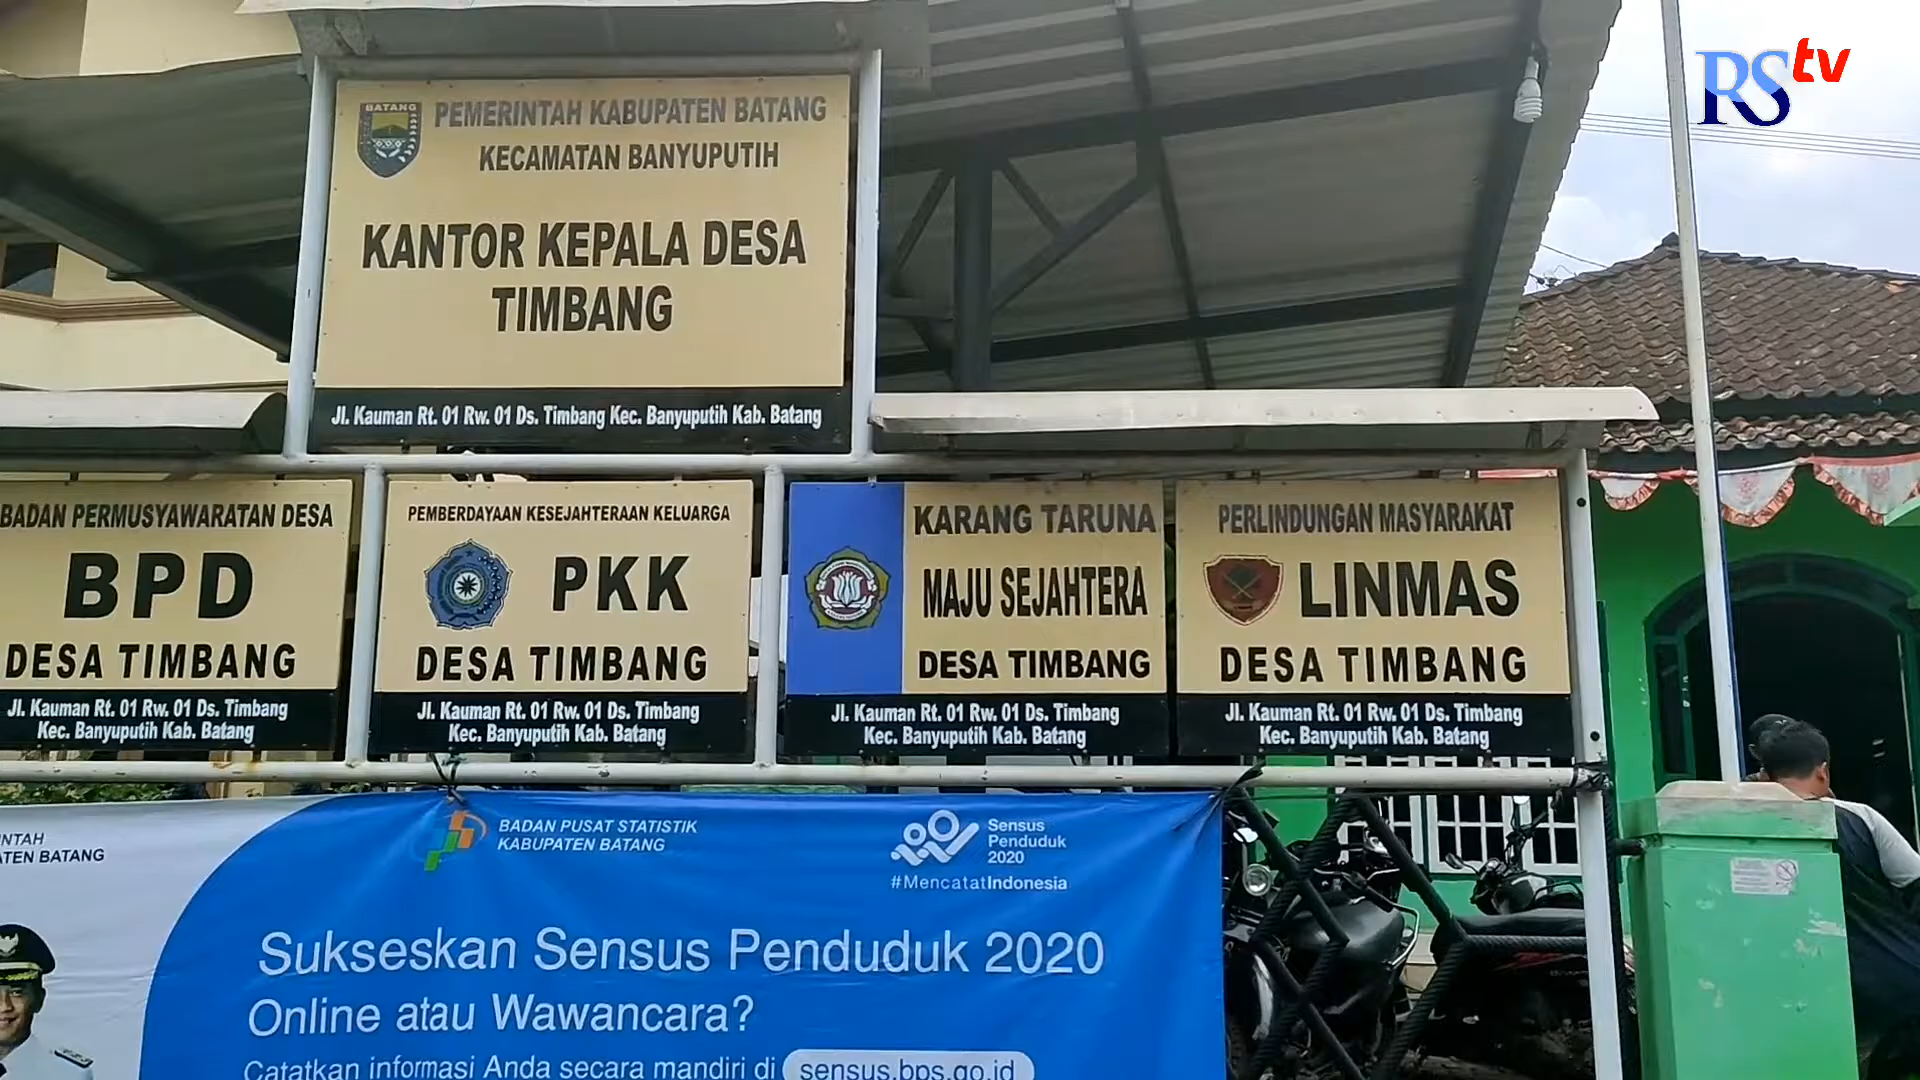 RS tv
BATANG
PEMERINTAH KABUPATEN BATANG
KECAMATAN BANYUPUTIH
KANTOR KEPALA DESA
TIMBANG
Jl. Kauman Rt. 01 Rw. 01 Ds. Timbang Kec. Banyuputih Kab. Batang
BADAN PERMUSYAWARATAN DESA
BPD
DESA TIMBANG
Jl. Kauman Rt. 01 Rw. 01 Ds. Timbang
Kec. Banyuputih Kab. Batang
PEMBERDAYAAN KESEJAHTERAAN KELUARGA
PKK
DESA TIMBANG
Jl. Kauman Rt. 01 Rw. 01 Ds. Timbang
Kec. Banyuputih Kab. Batang
KARANG TARUNA
MAJU SEJAHTERA
DESA TIMBANG
Jl. Kauman Rt. 01 Rw. 01 Ds. Timbang
Kec. Banyuputih Kab. Batang
PERLINDUNGAN MASYARAKAT
LINMAS
DESA TIMBANG
Jl. Kauman Rt. 01 Rw. 01 Ds. Timbang
Kec. Banyuputih Kab. Batang
INTAH
TEN BATANG
BADAN PUSAT STATISTIK
KABUPATEN BATANG
Sensus
Penduduk
2020
#MencatatIndonesia
Sukseskan Sensus Penduduk 2020
Online atau Wawancara?
Catatkan informasi Anda secara mandiri di sensus.bps.go.id